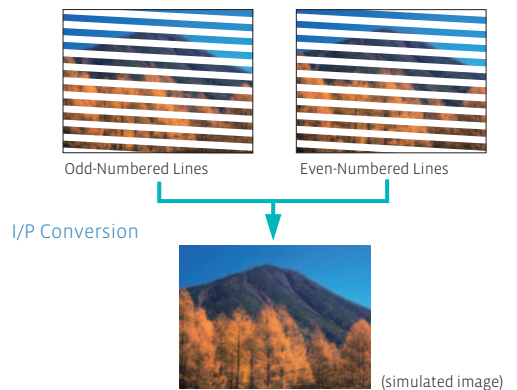 Odd-Numbered Lines
Even-Numbered Lines
I/P Conversion
(simulated image)